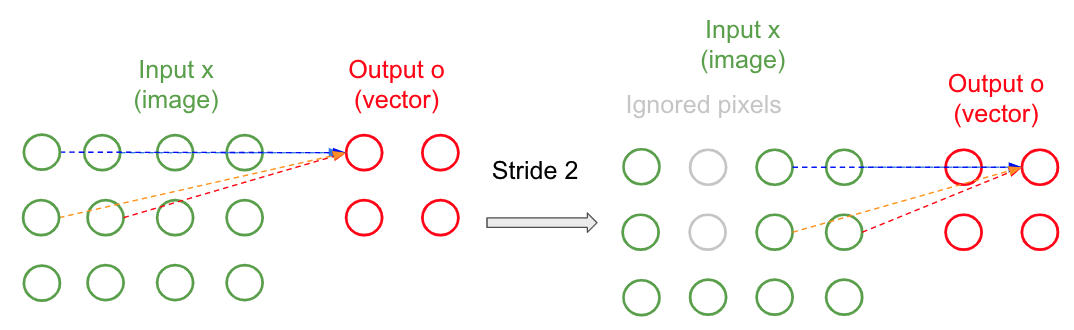 Input x
(image)
Output o
(vector)
Stride 2
Input x
(image)
Ignored pixels
Output o
(vector)